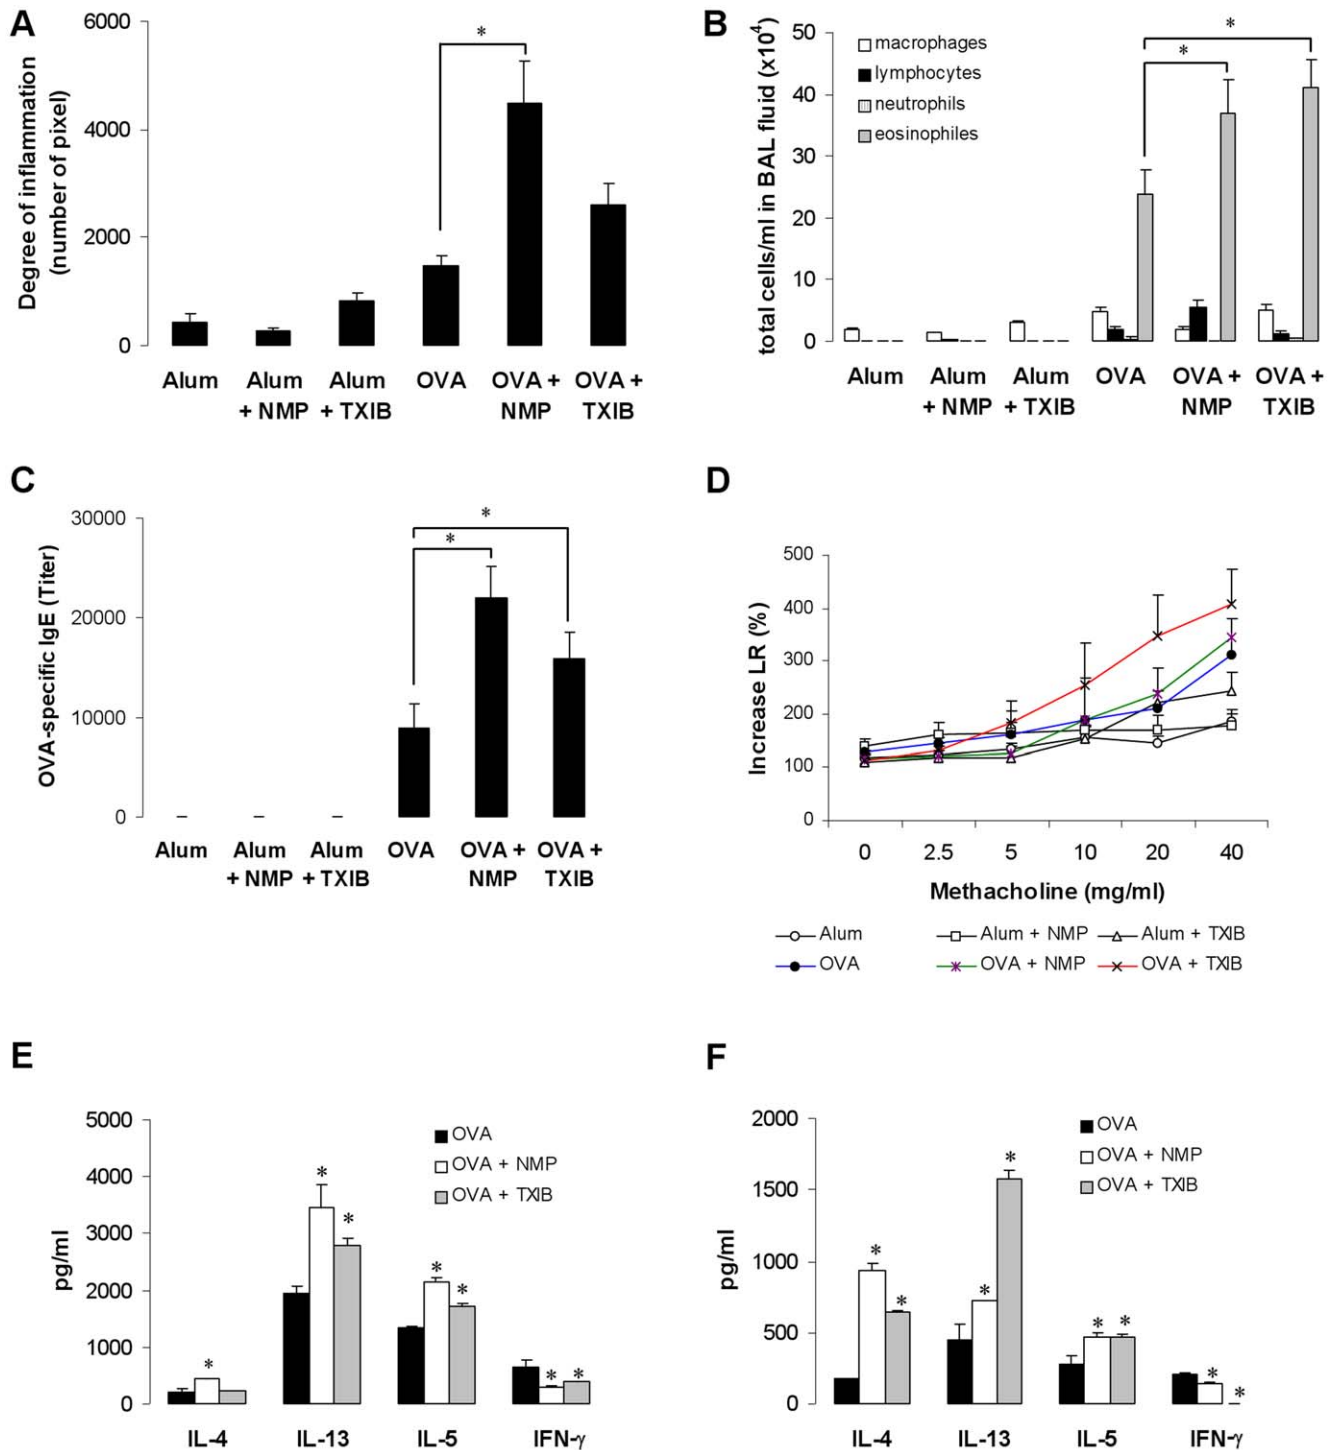 A
Degree of inflammation
(number of pixel)
6000
4000
2000
0
*
Alum
Alum
+ NMP
Alum
+ TXIB
OVA
OVA +
NMP
OVA +
TXIB
B
total cells/ml in BAL fluid (x10⁴)
50
40
30
20
10
0
macrophages
lymphocytes
neutrophils
eosinophiles
*
*
Alum
Alum
+ NMP
Alum
+ TXIB
OVA
OVA +
NMP
OVA +
TXIB
C
OVA-specific IgE (Titer)
30000
20000
10000
0
*
*
Alum
Alum
+ NMP
Alum
+ TXIB
OVA
OVA +
NMP
OVA +
TXIB
D
Increase LR (%)
500
400
300
200
100
0
0 2.5 5 10 20 40
Methacholine (mg/ml)
Alum Alum + NMP Alum + TXIB
OVA OVA + NMP OVA + TXIB
E
pg/ml
5000
4000
3000
2000
1000
0
OVA
OVA + NMP
OVA + TXIB
* * * * * * *
IL-4 IL-13 IL-5 IFN-γ
F
pg/ml
2000
1500
1000
500
0
OVA
OVA + NMP
OVA + TXIB
* * * * * * * *
IL-4 IL-13 IL-5 IFN-γ